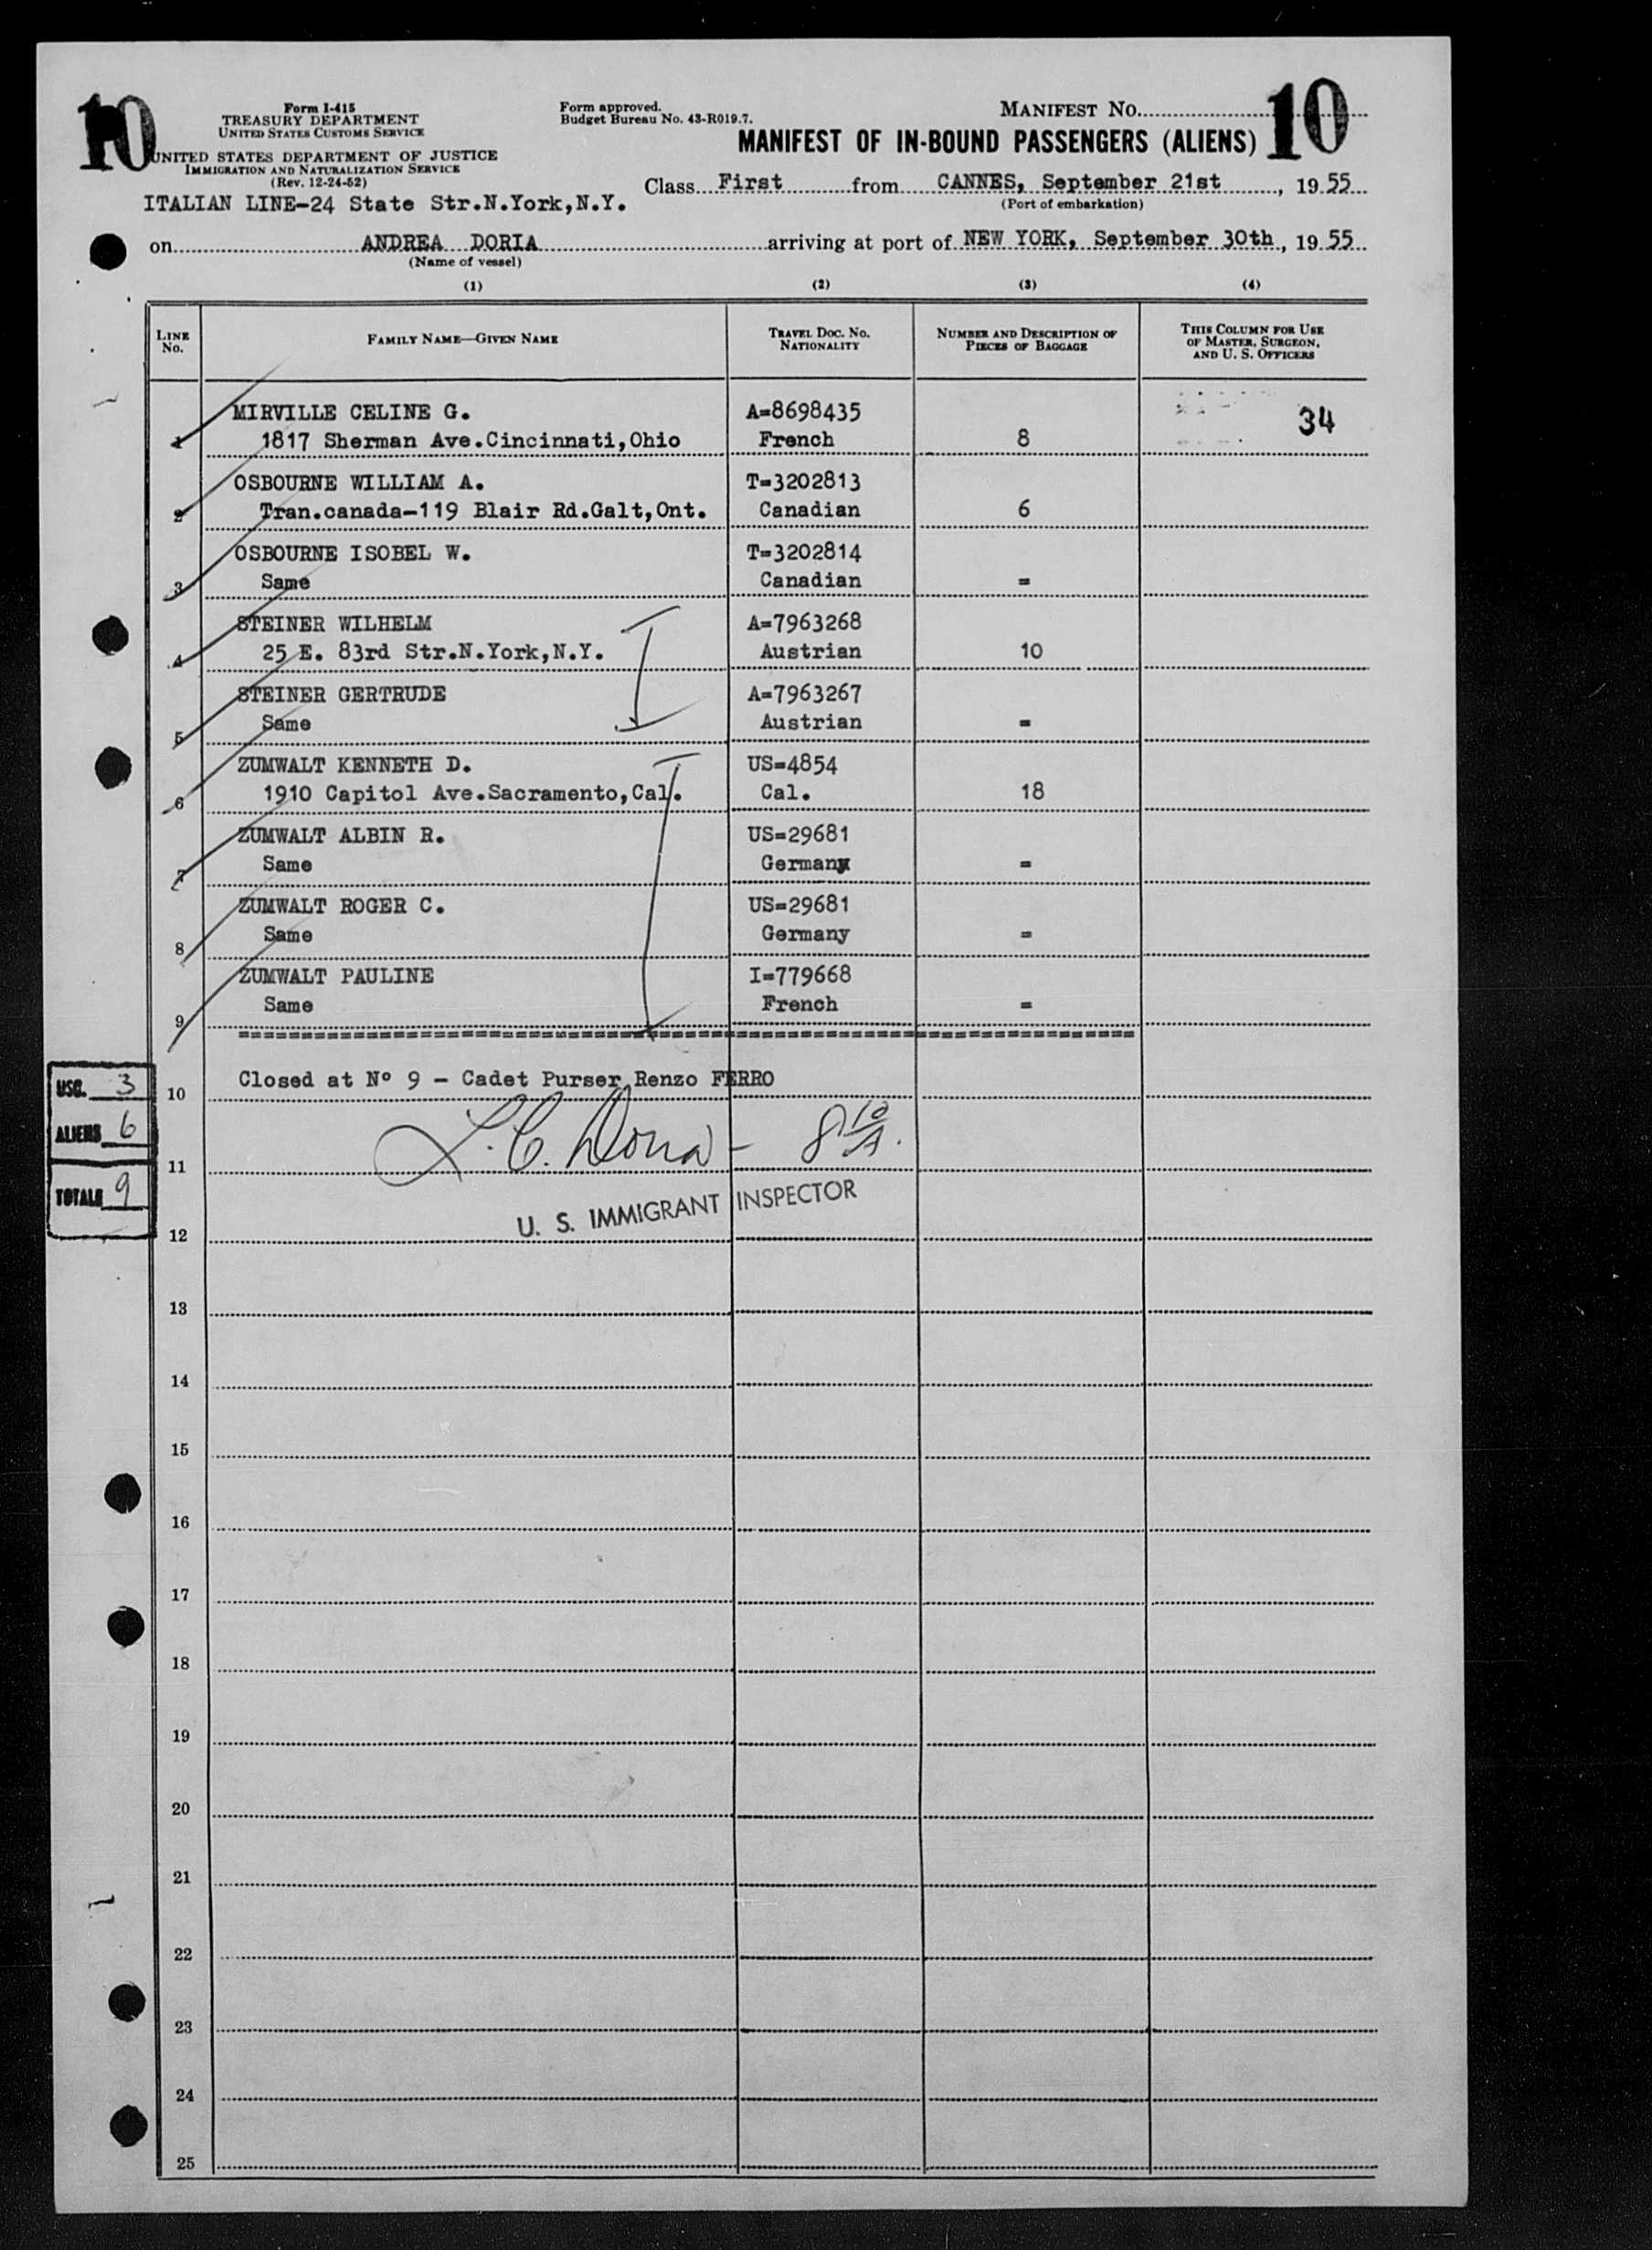 10
Form I-415
TREASURY DEPARTMENT
UNITED STATES CUSTOMS SERVICE
UNITED STATES DEPARTMENT OF JUSTICE
IMMIGRATION AND NATURALIZATION SERVICE
(Rev. 12-24-52)
ITALIAN LINE-24 State Str.N.York,N.Y.
Form approved.
Budget Bureau No. 43-R019.7.
MANIFEST NO. 10
MANIFEST OF IN-BOUND PASSENGERS (ALIENS)
Class First from CANNES, September 21st, 19 55
(Port of embarkation)
on ANDREA DORIA arriving at port of NEW YORK, September 30th, 19 55
(Name of vessel)
(1) (2) (3) (4)
LINE NO. FAMILY NAME—GIVEN NAME TRAVEL DOC. NO. NATIONALITY NUMBER AND DESCRIPTION OF PIECES OF BAGGAGE THIS COLUMN FOR USE OF MASTER, SURGEON, AND U. S. OFFICERS
MIRVILLE CELINE G. A=8698435 34
1 1817 Sherman Ave.Cincinnati,Ohio French 8
OSBOURNE WILLIAM A. T=3202813
2 Tran.canada-119 Blair Rd.Galt,Ont. Canadian 6
OSBOURNE ISOBEL W. T=3202814
3 Same Canadian =
STEINER WILHELM A=7963268
4 25 E. 83rd Str.N.York,N.Y. Austrian 10
STEINER GERTRUDE A=7963267
5 Same Austrian =
ZUMWALT KENNETH D. US=4854
6 1910 Capitol Ave.Sacramento,Cal. Cal. 18
ZUMWALT ALBIN R. US=29681
7 Same Germany =
ZUMWALT ROGER C. US=29681
8 Same Germany =
ZUMWALT PAULINE I=779668
9 Same French =
USC. 3
10 Closed at Nº 9 - Cadet Purser Renzo FERRO
ALIENS 6
11
TOTALS 9
U. S. IMMIGRANT INSPECTOR
12
13
14
15
16
17
18
19
20
21
22
23
24
25